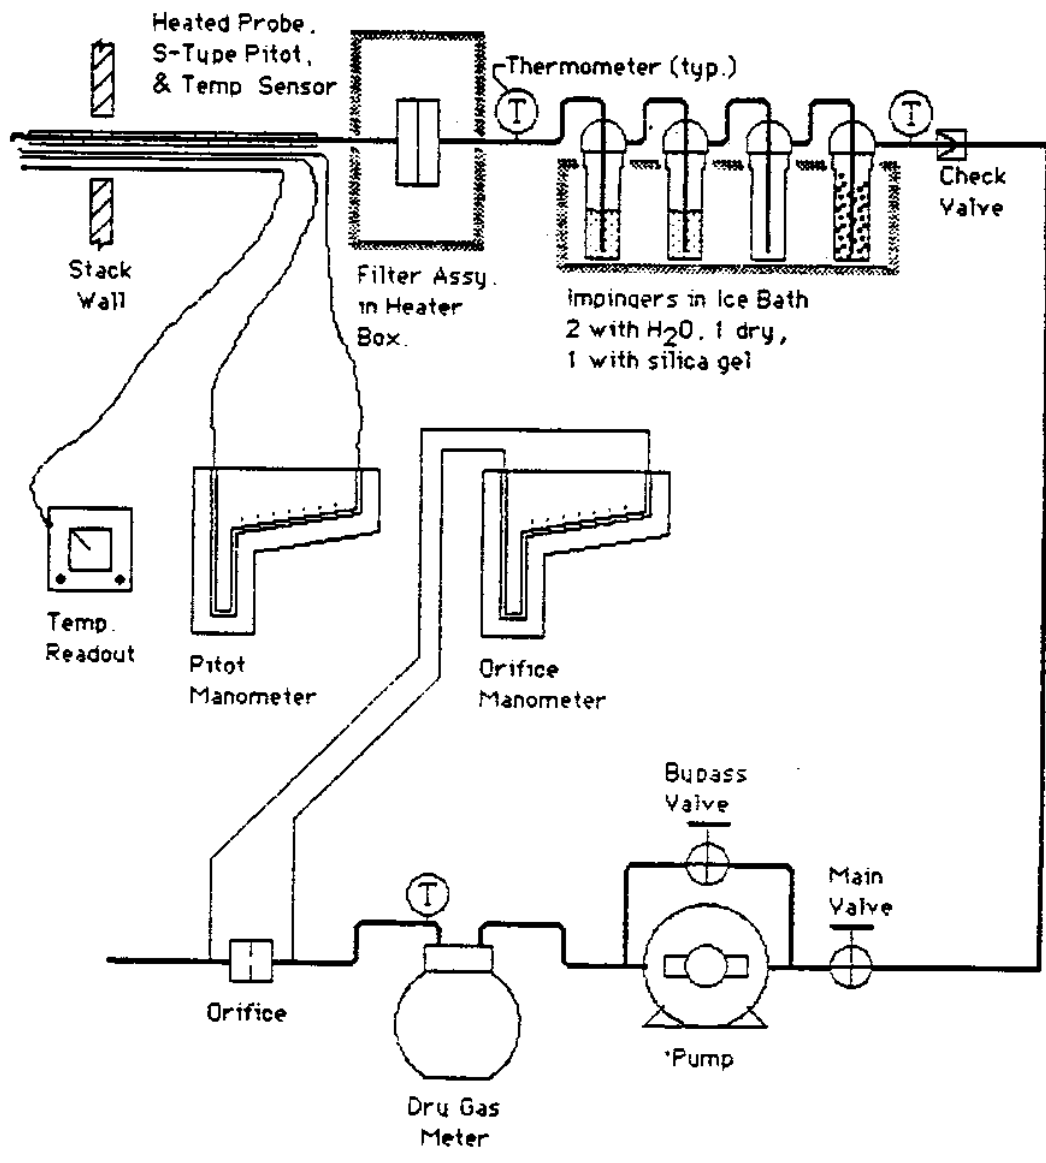 Heated Probe,
S-Type Pitot,
& Temp Sensor
Thermometer (typ.)
T
T
Check
Valve
Stack
Wall
Filter Assy.
in Heater
Box.
Impingers in Ice Bath
2 with H2O, 1 dry,
1 with silica gel
Temp.
Readout
Pitot
Manometer
Orifice
Manometer
Bypass
Valve
Main
Valve
T
Orifice
Pump
Dry Gas
Meter